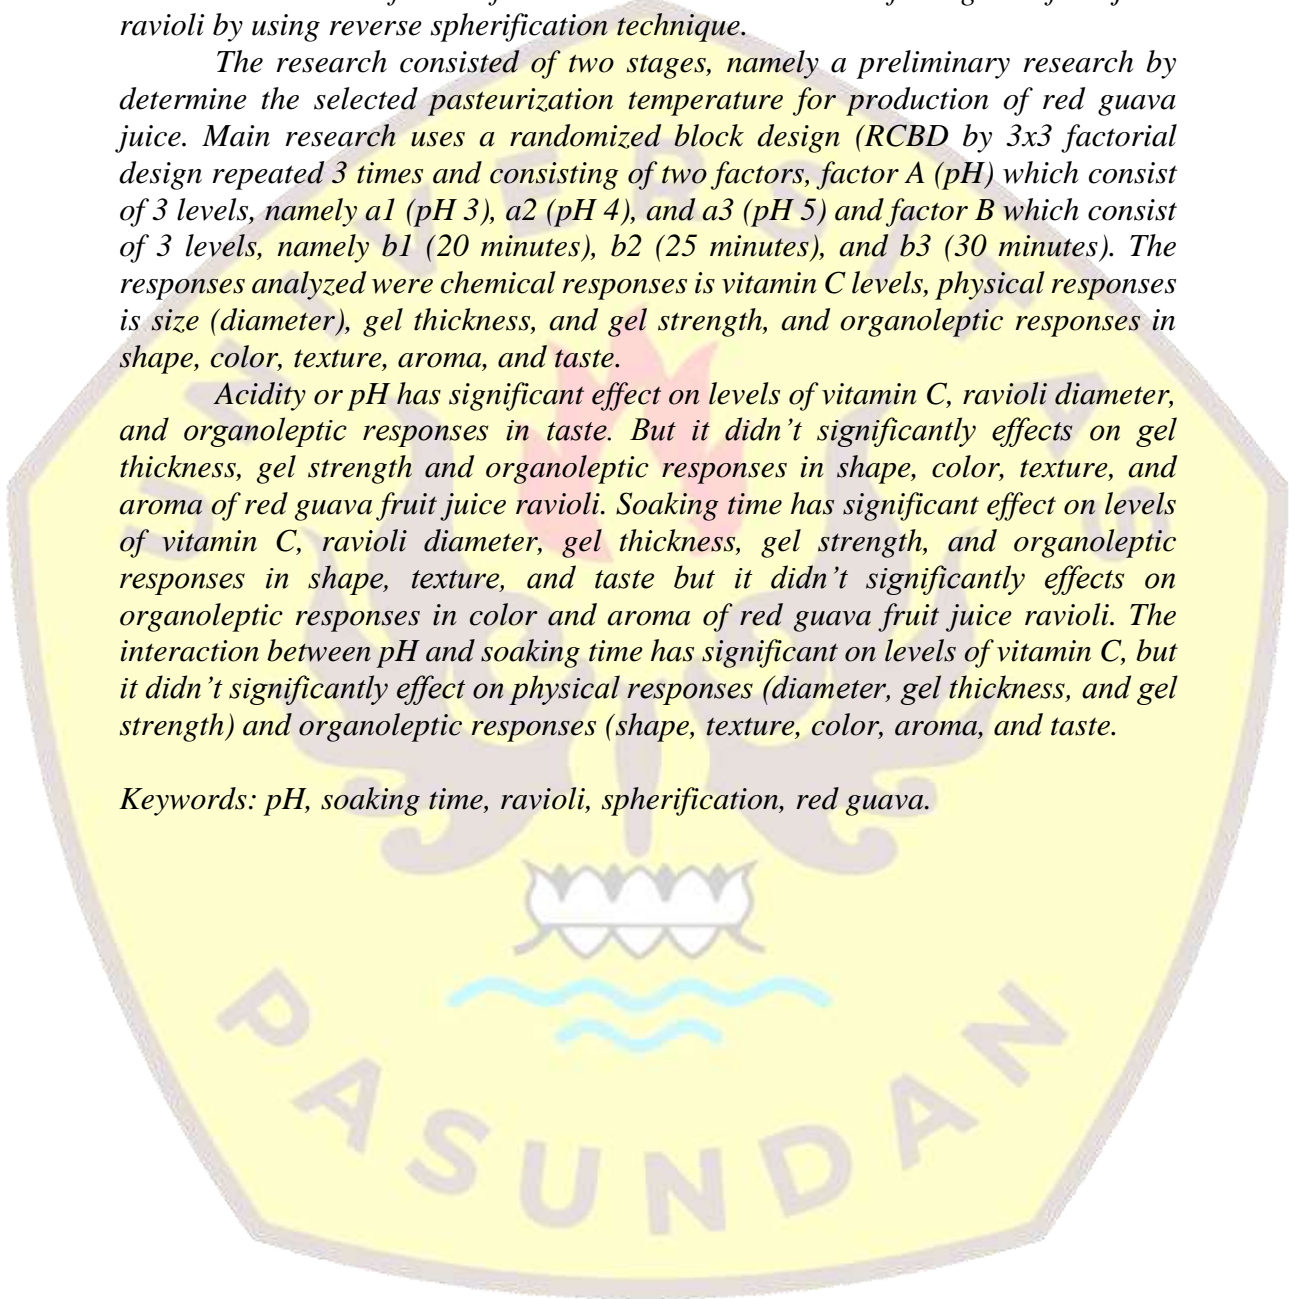 ravioli by using reverse spherification technique.
The research consisted of two stages, namely a preliminary research by
determine the selected pasteurization temperature for production of red guava
juice. Main research uses a randomized block design (RCBD by 3x3 factorial
design repeated 3 times and consisting of two factors, factor A (pH) which consist
of 3 levels, namely a1 (pH 3), a2 (pH 4), and a3 (pH 5) and factor B which consist
of 3 levels, namely b1 (20 minutes), b2 (25 minutes), and b3 (30 minutes). The
responses analyzed were chemical responses is vitamin C levels, physical responses
is size (diameter), gel thickness, and gel strength, and organoleptic responses in
shape, color, texture, aroma, and taste.
Acidity or pH has significant effect on levels of vitamin C, ravioli diameter,
and organoleptic responses in taste. But it didn’t significantly effects on gel
thickness, gel strength and organoleptic responses in shape, color, texture, and
aroma of red guava fruit juice ravioli. Soaking time has significant effect on levels
of vitamin C, ravioli diameter, gel thickness, gel strength, and organoleptic
responses in shape, texture, and taste but it didn’t significantly effects on
organoleptic responses in color and aroma of red guava fruit juice ravioli. The
interaction between pH and soaking time has significant on levels of vitamin C, but
it didn’t significantly effect on physical responses (diameter, gel thickness, and gel
strength) and organoleptic responses (shape, texture, color, aroma, and taste.
Keywords: pH, soaking time, ravioli, spherification, red guava.
UNIVERSITAS
PASUNDAN